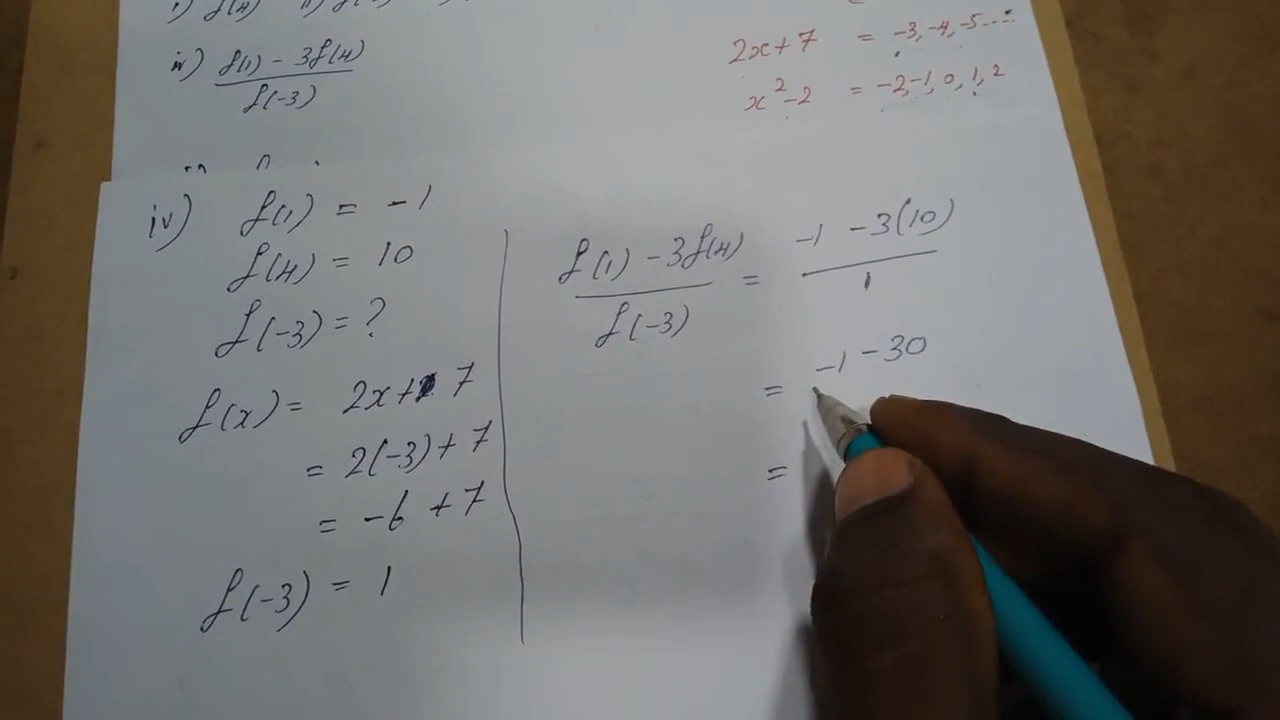 iv) f(1) - 3f(4)
f(-3)
2x+7 = -3, -4, -5....
x²-2 = -2, -1, 0, 1, 2
iv) f(1) = -1
f(4) = 10
f(-3) = ?
f(x) = 2x+ 7
= 2(-3) + 7
= -6 + 7
f(-3) = 1
f(1) - 3f(4) = -1 - 3(10)
f(-3) 1
= -1 - 30
=